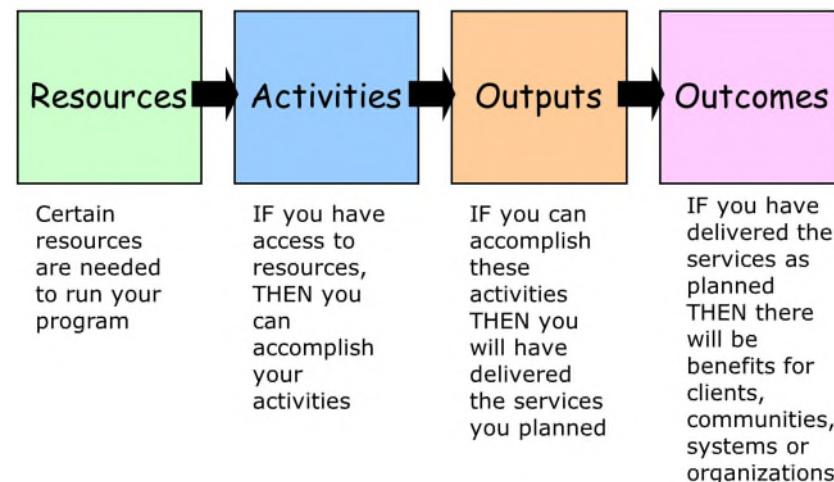 Resources
Activities
Outputs
Outcomes
Certain
resources
are needed
to run your
program
IF you have
access to
resources,
THEN you
can
accomplish
your
activities
IF you can
accomplish
these
activities
THEN you
will have
delivered
the services
you planned
IF you have
delivered the
services as
planned
THEN there
will be
benefits for
clients,
communities,
systems or
organizations